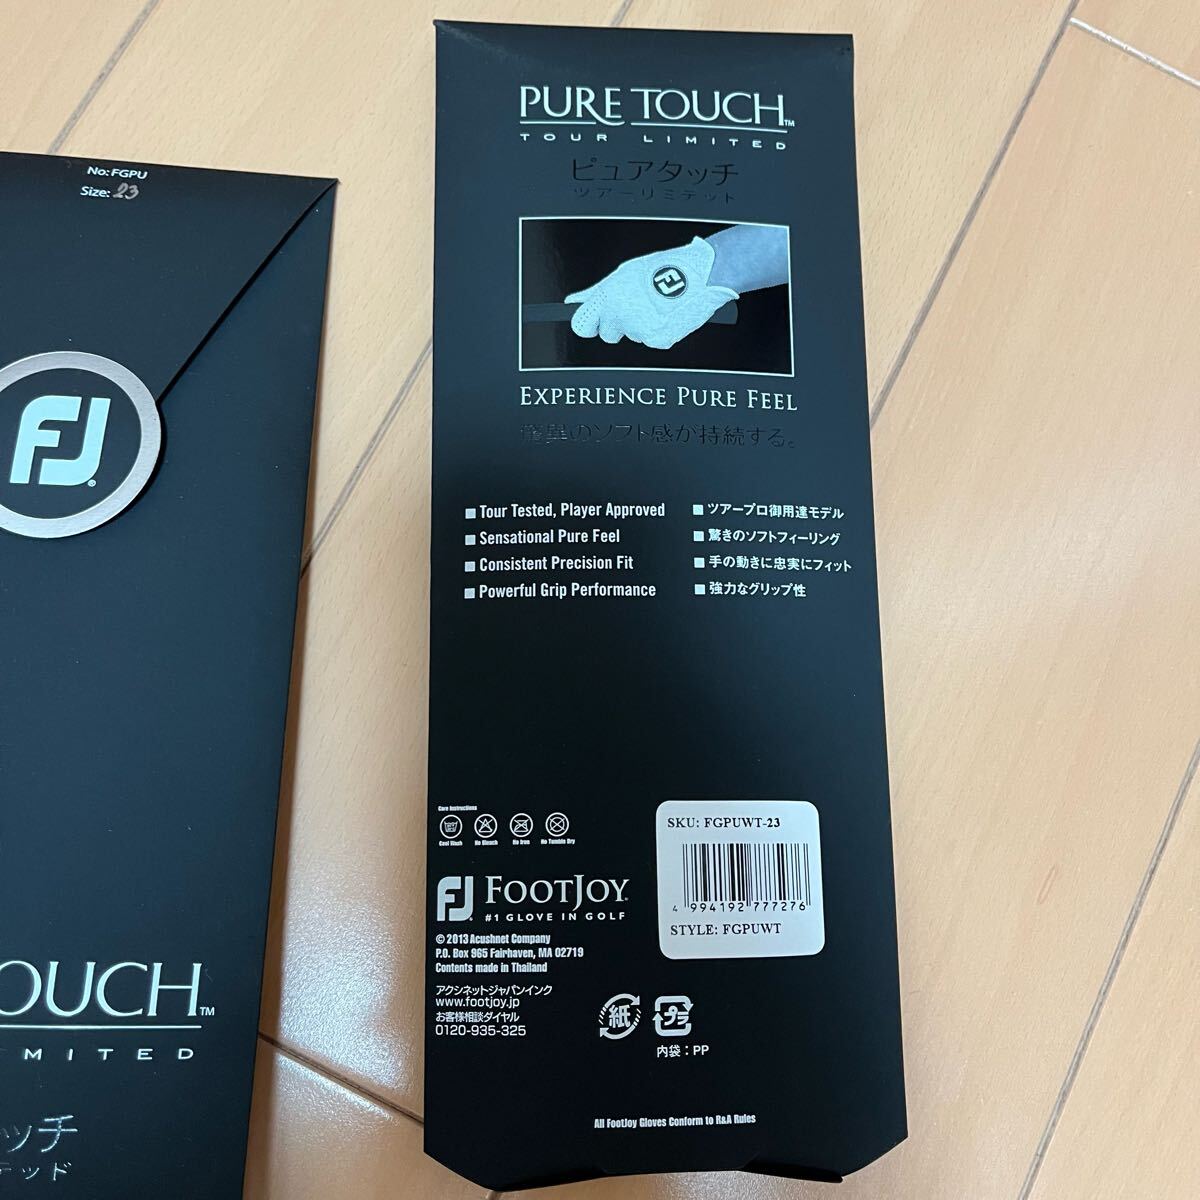 No: FGPU
Size: 23
FJ
OUCH™
MITED
ッチ
テッド
PURE TOUCH™
TOUR LIMITED
ピュアタッチ
ツアーリミテット
FJ
EXPERIENCE PURE FEEL
驚異のソフト感が持続する。
■ Tour Tested, Player Approved
■ Sensational Pure Feel
■ Consistent Precision Fit
■ Powerful Grip Performance
■ ツアープロ御用達モデル
■ 驚きのソフトフィーリング
■ 手の動きに忠実にフィット
■ 強力なグリップ性
Care Instructions
Cool Wash No Bleach No Iron No Tumble Dry
FJ FOOTJOY
#1 GLOVE IN GOLF
© 2013 Acushnet Company
P.O. Box 965 Fairhaven, MA 02719
Contents made in Thailand
アクシネットジャパンインク
www.footjoy.jp
お客様相談ダイヤル
0120-935-325
SKU: FGPUWT-23
4 994192 777276
STYLE: FGPUWT
紙
プラ
内袋：PP
All FootJoy Gloves Conform to R&A Rules